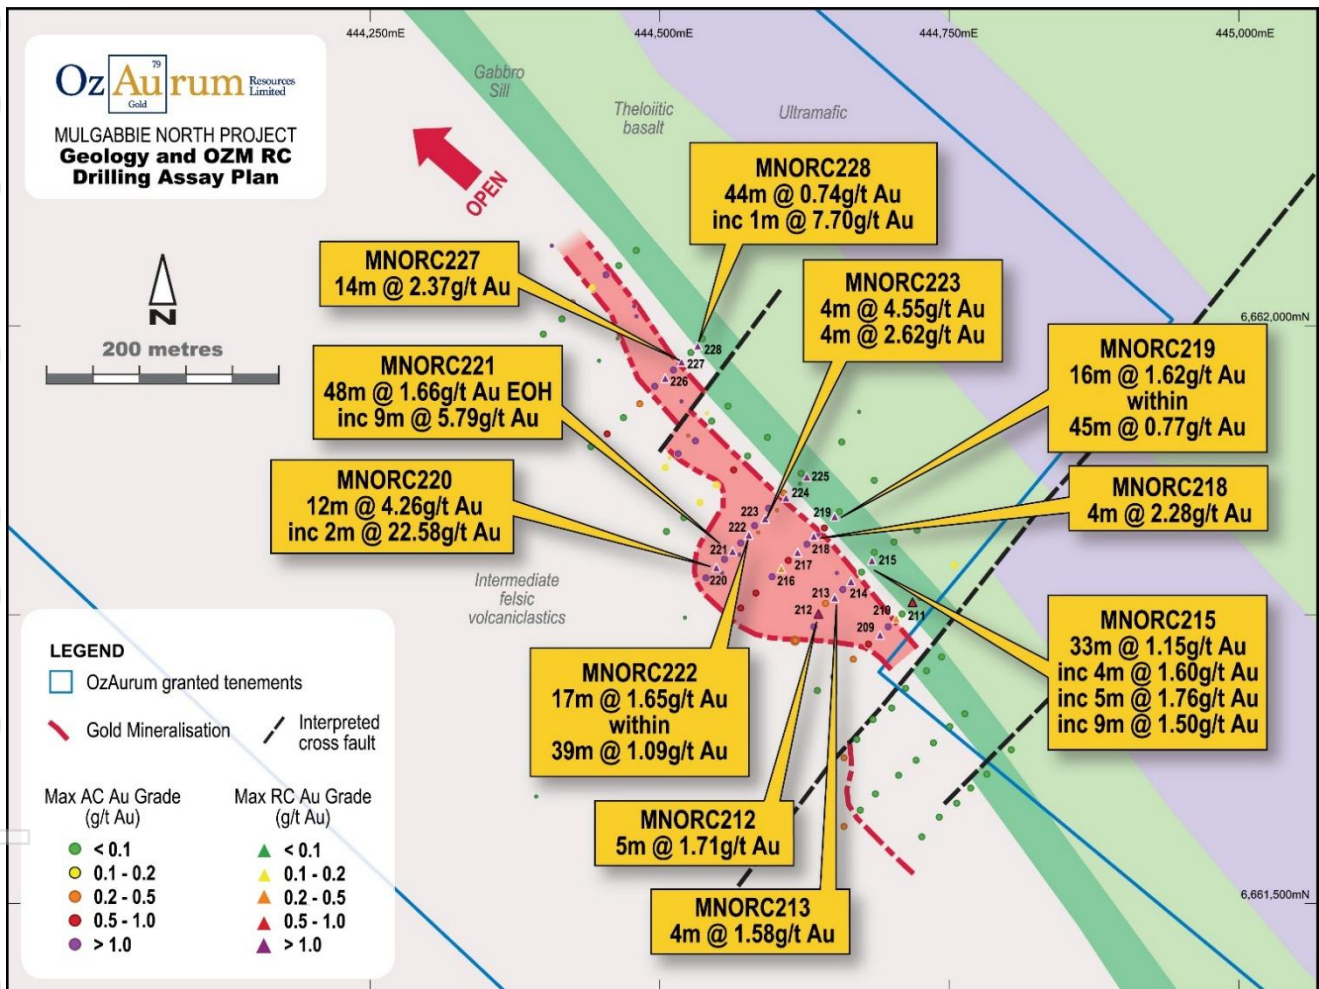 444,250mE
444,500mE
444,750mE
445,000mE
OzAurum Resources Limited
79
Gold
MULGABBIE NORTH PROJECT
Geology and OZM RC
Drilling Assay Plan
Gabbro
Sill
Theloiitic
basalt
Ultramafic
OPEN
N
200 metres
MNORC228
44m @ 0.74g/t Au
inc 1m @ 7.70g/t Au
MNORC227
14m @ 2.37g/t Au
MNORC223
4m @ 4.55g/t Au
4m @ 2.62g/t Au
6,662,000mN
MNORC219
16m @ 1.62g/t Au
within
45m @ 0.77g/t Au
MNORC221
48m @ 1.66g/t Au EOH
inc 9m @ 5.79g/t Au
MNORC220
12m @ 4.26g/t Au
inc 2m @ 22.58g/t Au
MNORC218
4m @ 2.28g/t Au
228
227
226
225
224
223
219
222
218
221
217
215
220
216
213
214
212
210
211
209
Intermediate
felsic
volcaniclastics
MNORC215
33m @ 1.15g/t Au
inc 4m @ 1.60g/t Au
inc 5m @ 1.76g/t Au
inc 9m @ 1.50g/t Au
MNORC222
17m @ 1.65g/t Au
within
39m @ 1.09g/t Au
MNORC212
5m @ 1.71g/t Au
MNORC213
4m @ 1.58g/t Au
6,661,500mN
LEGEND
OzAurum granted tenements
Gold Mineralisation
Interpreted
cross fault
Max AC Au Grade
(g/t Au)
< 0.1
0.1 - 0.2
0.2 - 0.5
0.5 - 1.0
> 1.0
Max RC Au Grade
(g/t Au)
< 0.1
0.1 - 0.2
0.2 - 0.5
0.5 - 1.0
> 1.0